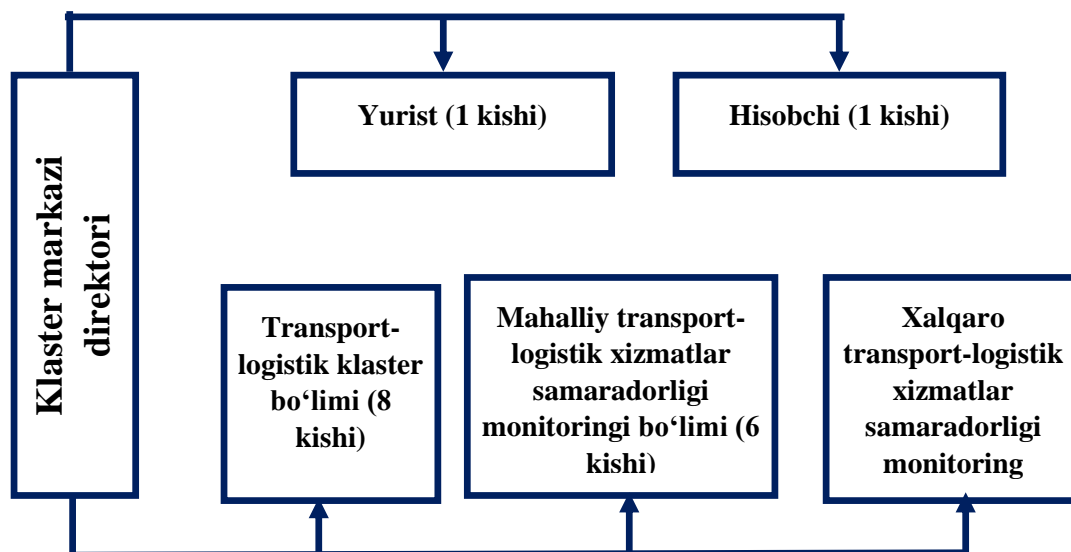 Klaster markazi
direktori
Yurist (1 kishi)
Hisobchi (1 kishi)
Transport-
logistik klaster
bo‘limi (8
kishi)
Mahalliy transport-
logistik xizmatlar
samaradorligi
monitoringi bo‘limi (6
kishi)
Xalqaro
transport-logistik
xizmatlar
samaradorligi
monitoring